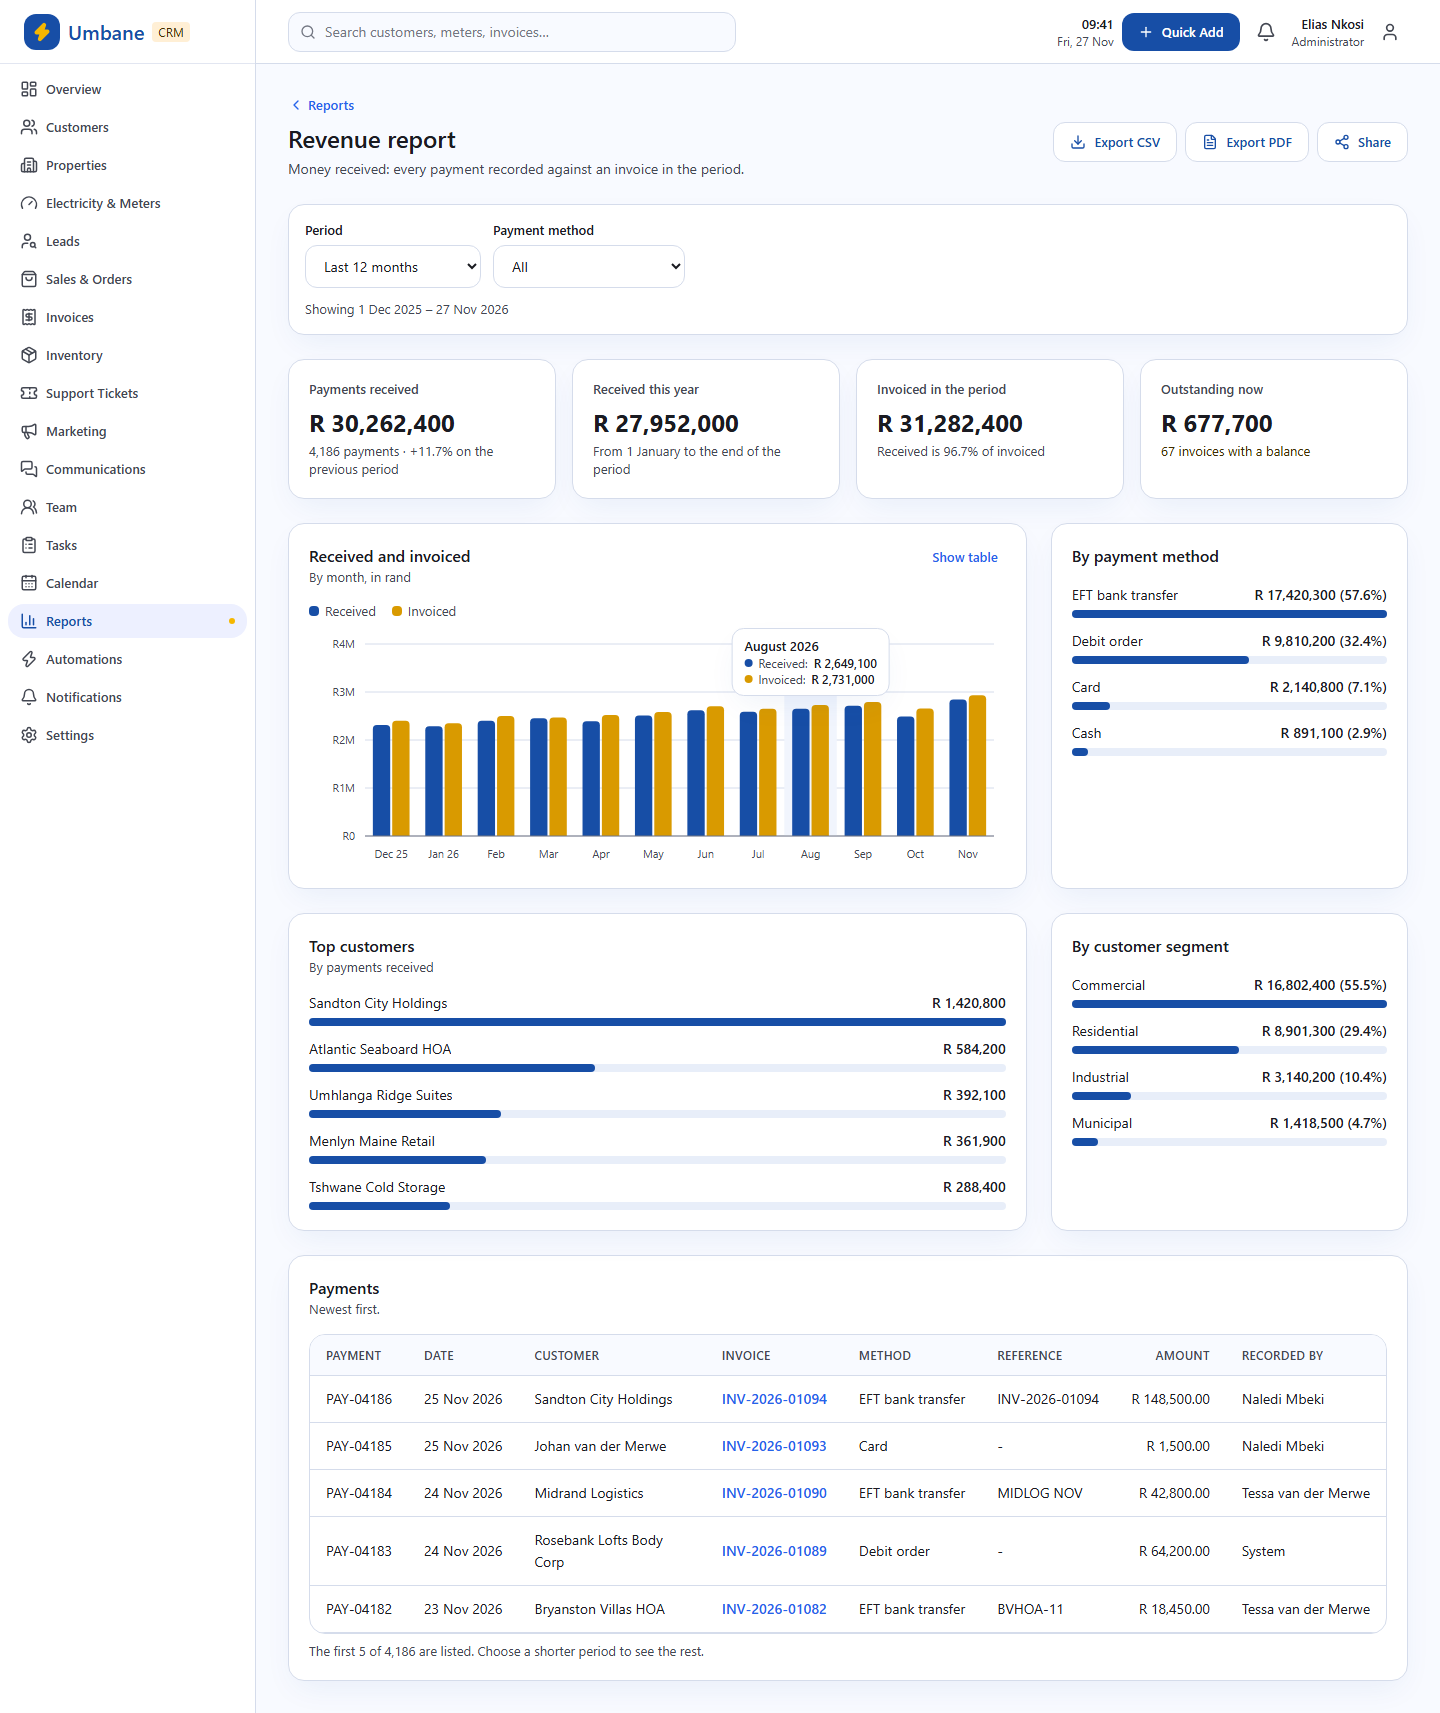 Umbane CRM
Search customers, meters, invoices...
09:41
Fri, 27 Nov
Quick Add
Elias Nkosi
Administrator
Overview
Customers
Properties
Electricity & Meters
Leads
Sales & Orders
Invoices
Inventory
Support Tickets
Marketing
Communications
Team
Tasks
Calendar
Reports
Automations
Notifications
Settings
Reports
Revenue report
Money received: every payment recorded against an invoice in the period.
Export CSV
Export PDF
Share
Period
Payment method
Last 12 months
All
Showing 1 Dec 2025 – 27 Nov 2026
Payments received
R 30,262,400
4,186 payments · +11.7% on the
previous period
Received this year
R 27,952,000
From 1 January to the end of the
period
Invoiced in the period
R 31,282,400
Received is 96.7% of invoiced
Outstanding now
R 677,700
67 invoices with a balance
Received and invoiced
By month, in rand
Show table
Received
Invoiced
R4M
R3M
R2M
R1M
R0
August 2026
Received: R 2,649,100
Invoiced: R 2,731,000
Dec 25
Jan 26
Feb
Mar
Apr
May
Jun
Jul
Aug
Sep
Oct
Nov
By payment method
EFT bank transfer R 17,420,300 (57.6%)
Debit order R 9,810,200 (32.4%)
Card R 2,140,800 (7.1%)
Cash R 891,100 (2.9%)
Top customers
By payments received
Sandton City Holdings R 1,420,800
Atlantic Seaboard HOA R 584,200
Umhlanga Ridge Suites R 392,100
Menlyn Maine Retail R 361,900
Tshwane Cold Storage R 288,400
By customer segment
Commercial R 16,802,400 (55.5%)
Residential R 8,901,300 (29.4%)
Industrial R 3,140,200 (10.4%)
Municipal R 1,418,500 (4.7%)
Payments
Newest first.
PAYMENT DATE CUSTOMER INVOICE METHOD REFERENCE AMOUNT RECORDED BY
PAY-04186 25 Nov 2026 Sandton City Holdings INV-2026-01094 EFT bank transfer INV-2026-01094 R 148,500.00 Naledi Mbeki
PAY-04185 25 Nov 2026 Johan van der Merwe INV-2026-01093 Card - R 1,500.00 Naledi Mbeki
PAY-04184 24 Nov 2026 Midrand Logistics INV-2026-01090 EFT bank transfer MIDLOG NOV R 42,800.00 Tessa van der Merwe
PAY-04183 24 Nov 2026 Rosebank Lofts Body Corp INV-2026-01089 Debit order - R 64,200.00 System
PAY-04182 23 Nov 2026 Bryanston Villas HOA INV-2026-01082 EFT bank transfer BVHOA-11 R 18,450.00 Tessa van der Merwe
The first 5 of 4,186 are listed. Choose a shorter period to see the rest.